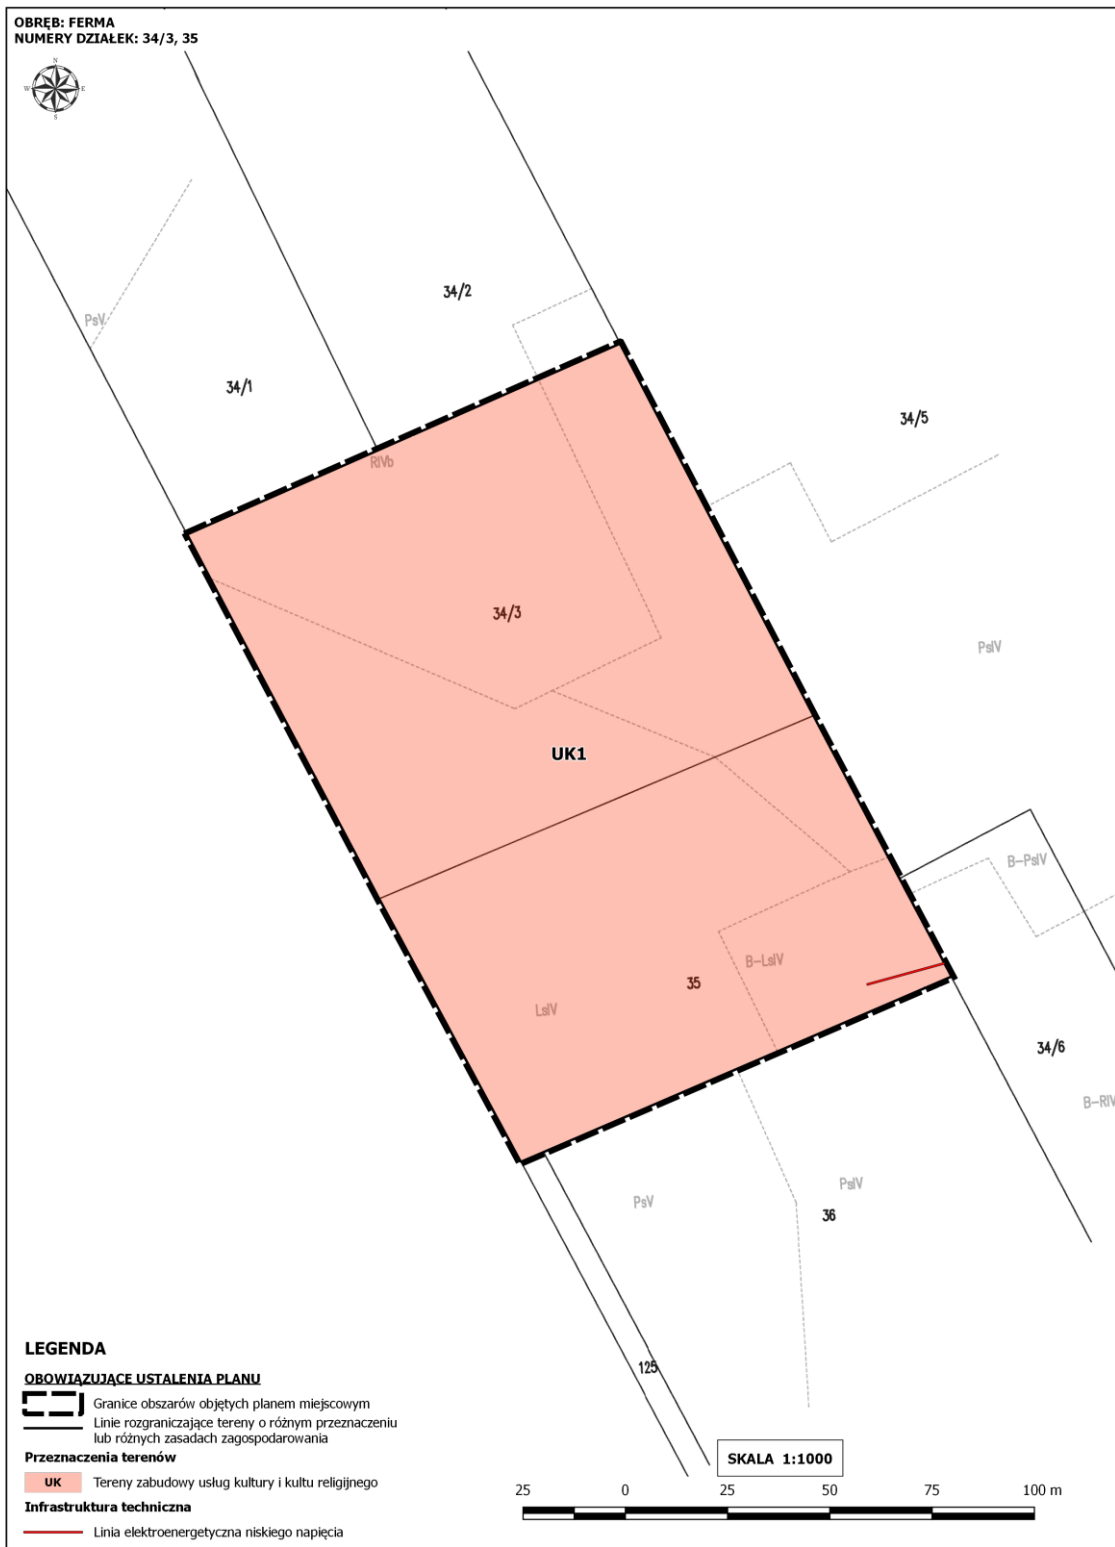 OBRĘB: FERMA
NUMERY DZIAŁEK: 34/3, 35
N
W E
S
34/2
PsV
34/1
34/5
RIVb
34/3
PsIV
UK1
B-PsIV
B-LsIV
35
LsIV
34/6
B-RIV
PsIV
PsV
36
125
LEGENDA
OBOWIĄZUJĄCE USTALENIA PLANU
Granice obszarów objętych planem miejscowym
Linie rozgraniczające tereny o różnym przeznaczeniu
lub różnych zasadach zagospodarowania
Przeznaczenia terenów
UK Tereny zabudowy usług kultury i kultu religijnego
Infrastruktura techniczna
Linia elektroenergetyczna niskiego napięcia
SKALA 1:1000
25 0 25 50 75 100 m